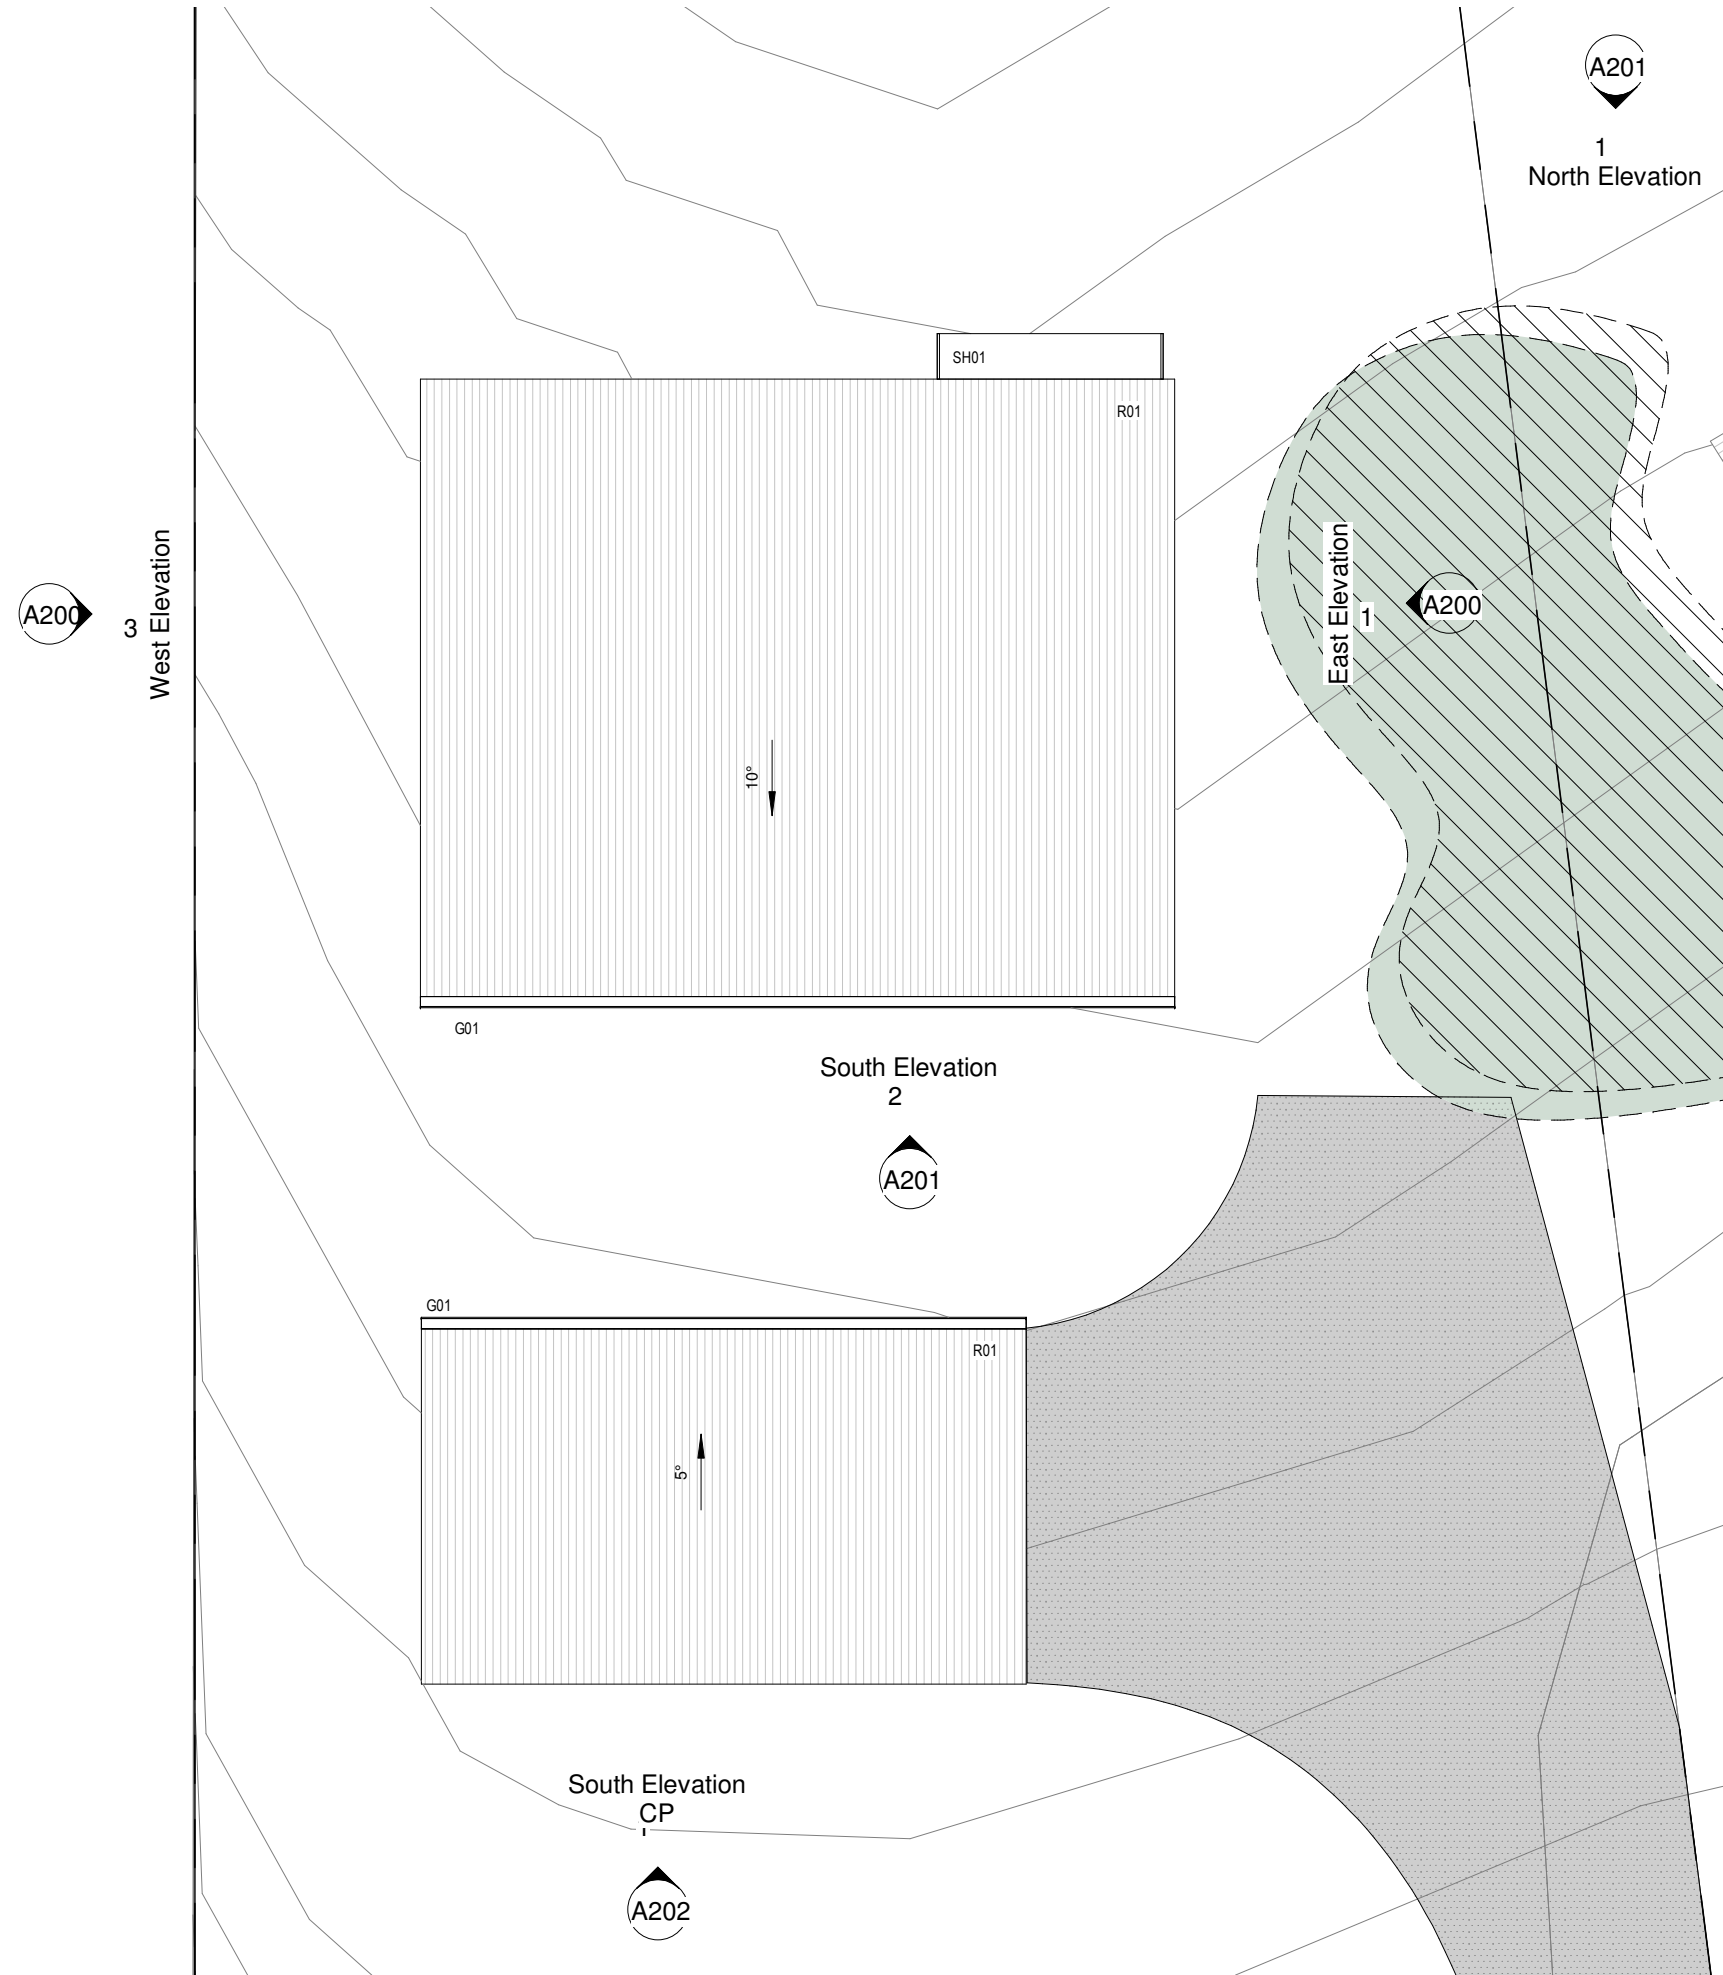 A201
1
North Elevation
SH01
R01
A200
3
West Elevation
East Elevation
1
A200
10°
G01
South Elevation
2
A201
G01
R01
5°
South Elevation
CP
A202